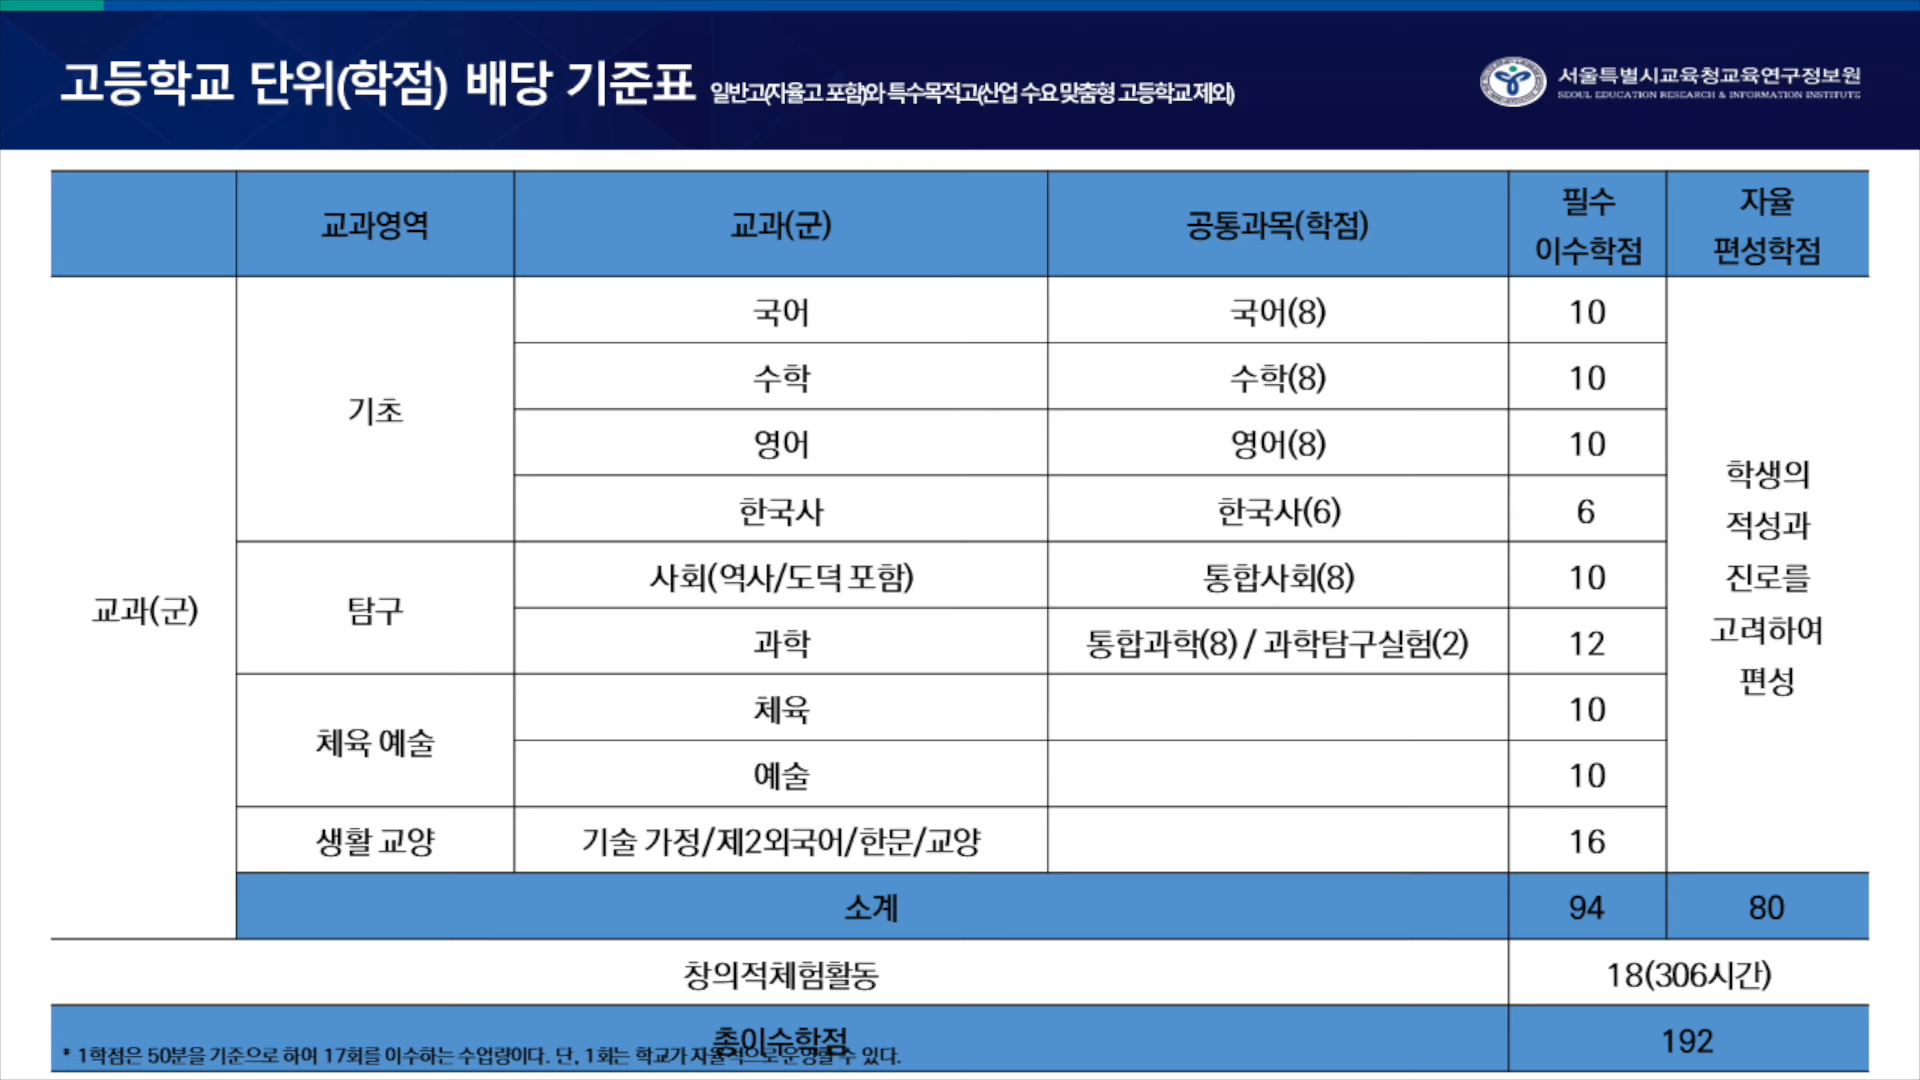 고등학교 단위(학점) 배당 기준표 일반고(자율고 포함)와 특수목적고(산업 수요 맞춤형 고등학교 제외)
서울특별시교육청교육연구정보원
SEOUL EDUCATION RESEARCH & INFORMATION INSTITUTE
교과영역 교과(군) 공통과목(학점) 필수 이수학점 자율 편성학점
교과(군)
기초
국어 국어(8) 10
수학 수학(8) 10
영어 영어(8) 10
한국사 한국사(6) 6
탐구
사회(역사/도덕 포함) 통합사회(8) 10
과학 통합과학(8) / 과학탐구실험(2) 12
체육 예술
체육 10
예술 10
생활 교양 기술 가정/제2외국어/한문/교양 16
학생의
적성과
진로를
고려하여
편성
소계 94 80
창의적체험활동 18(306시간)
총이수학점 192
* 1학점은 50분을 기준으로 하여 17회를 이수하는 수업량이다. 단, 1회는 학교가 자율적으로 운영할 수 있다.